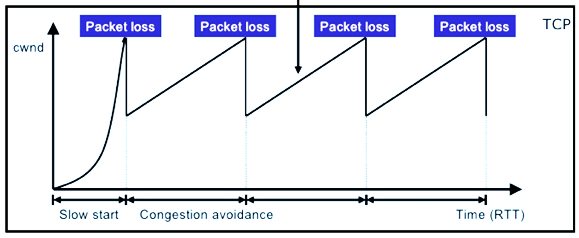 TCP
Packet loss Packet loss Packet loss Packet loss
cwnd
Slow start Congestion avoidance Time (RTT)